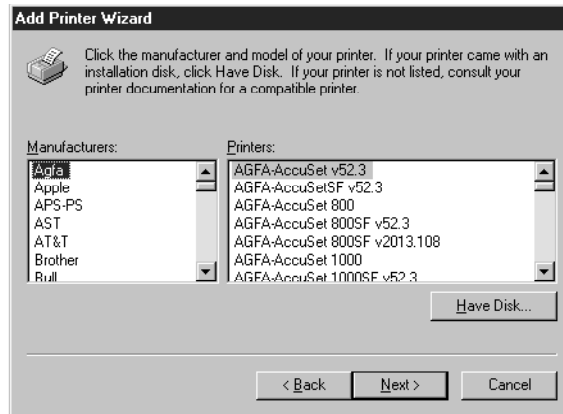 Add Printer Wizard
Click the manufacturer and model of your printer. If your printer came with an
installation disk, click Have Disk. If your printer is not listed, consult your
printer documentation for a compatible printer.
Manufacturers:
Agfa
Apple
APS-PS
AST
AT&T
Brother
Bull
Printers:
AGFA-AccuSet v52.3
AGFA-AccuSetSF v52.3
AGFA-AccuSet 800
AGFA-AccuSet 800SF v52.3
AGFA-AccuSet 800SF v2013.108
AGFA-AccuSet 1000
AGFA-AccuSet 1000SF v52.3
Have Disk...
< Back
Next >
Cancel